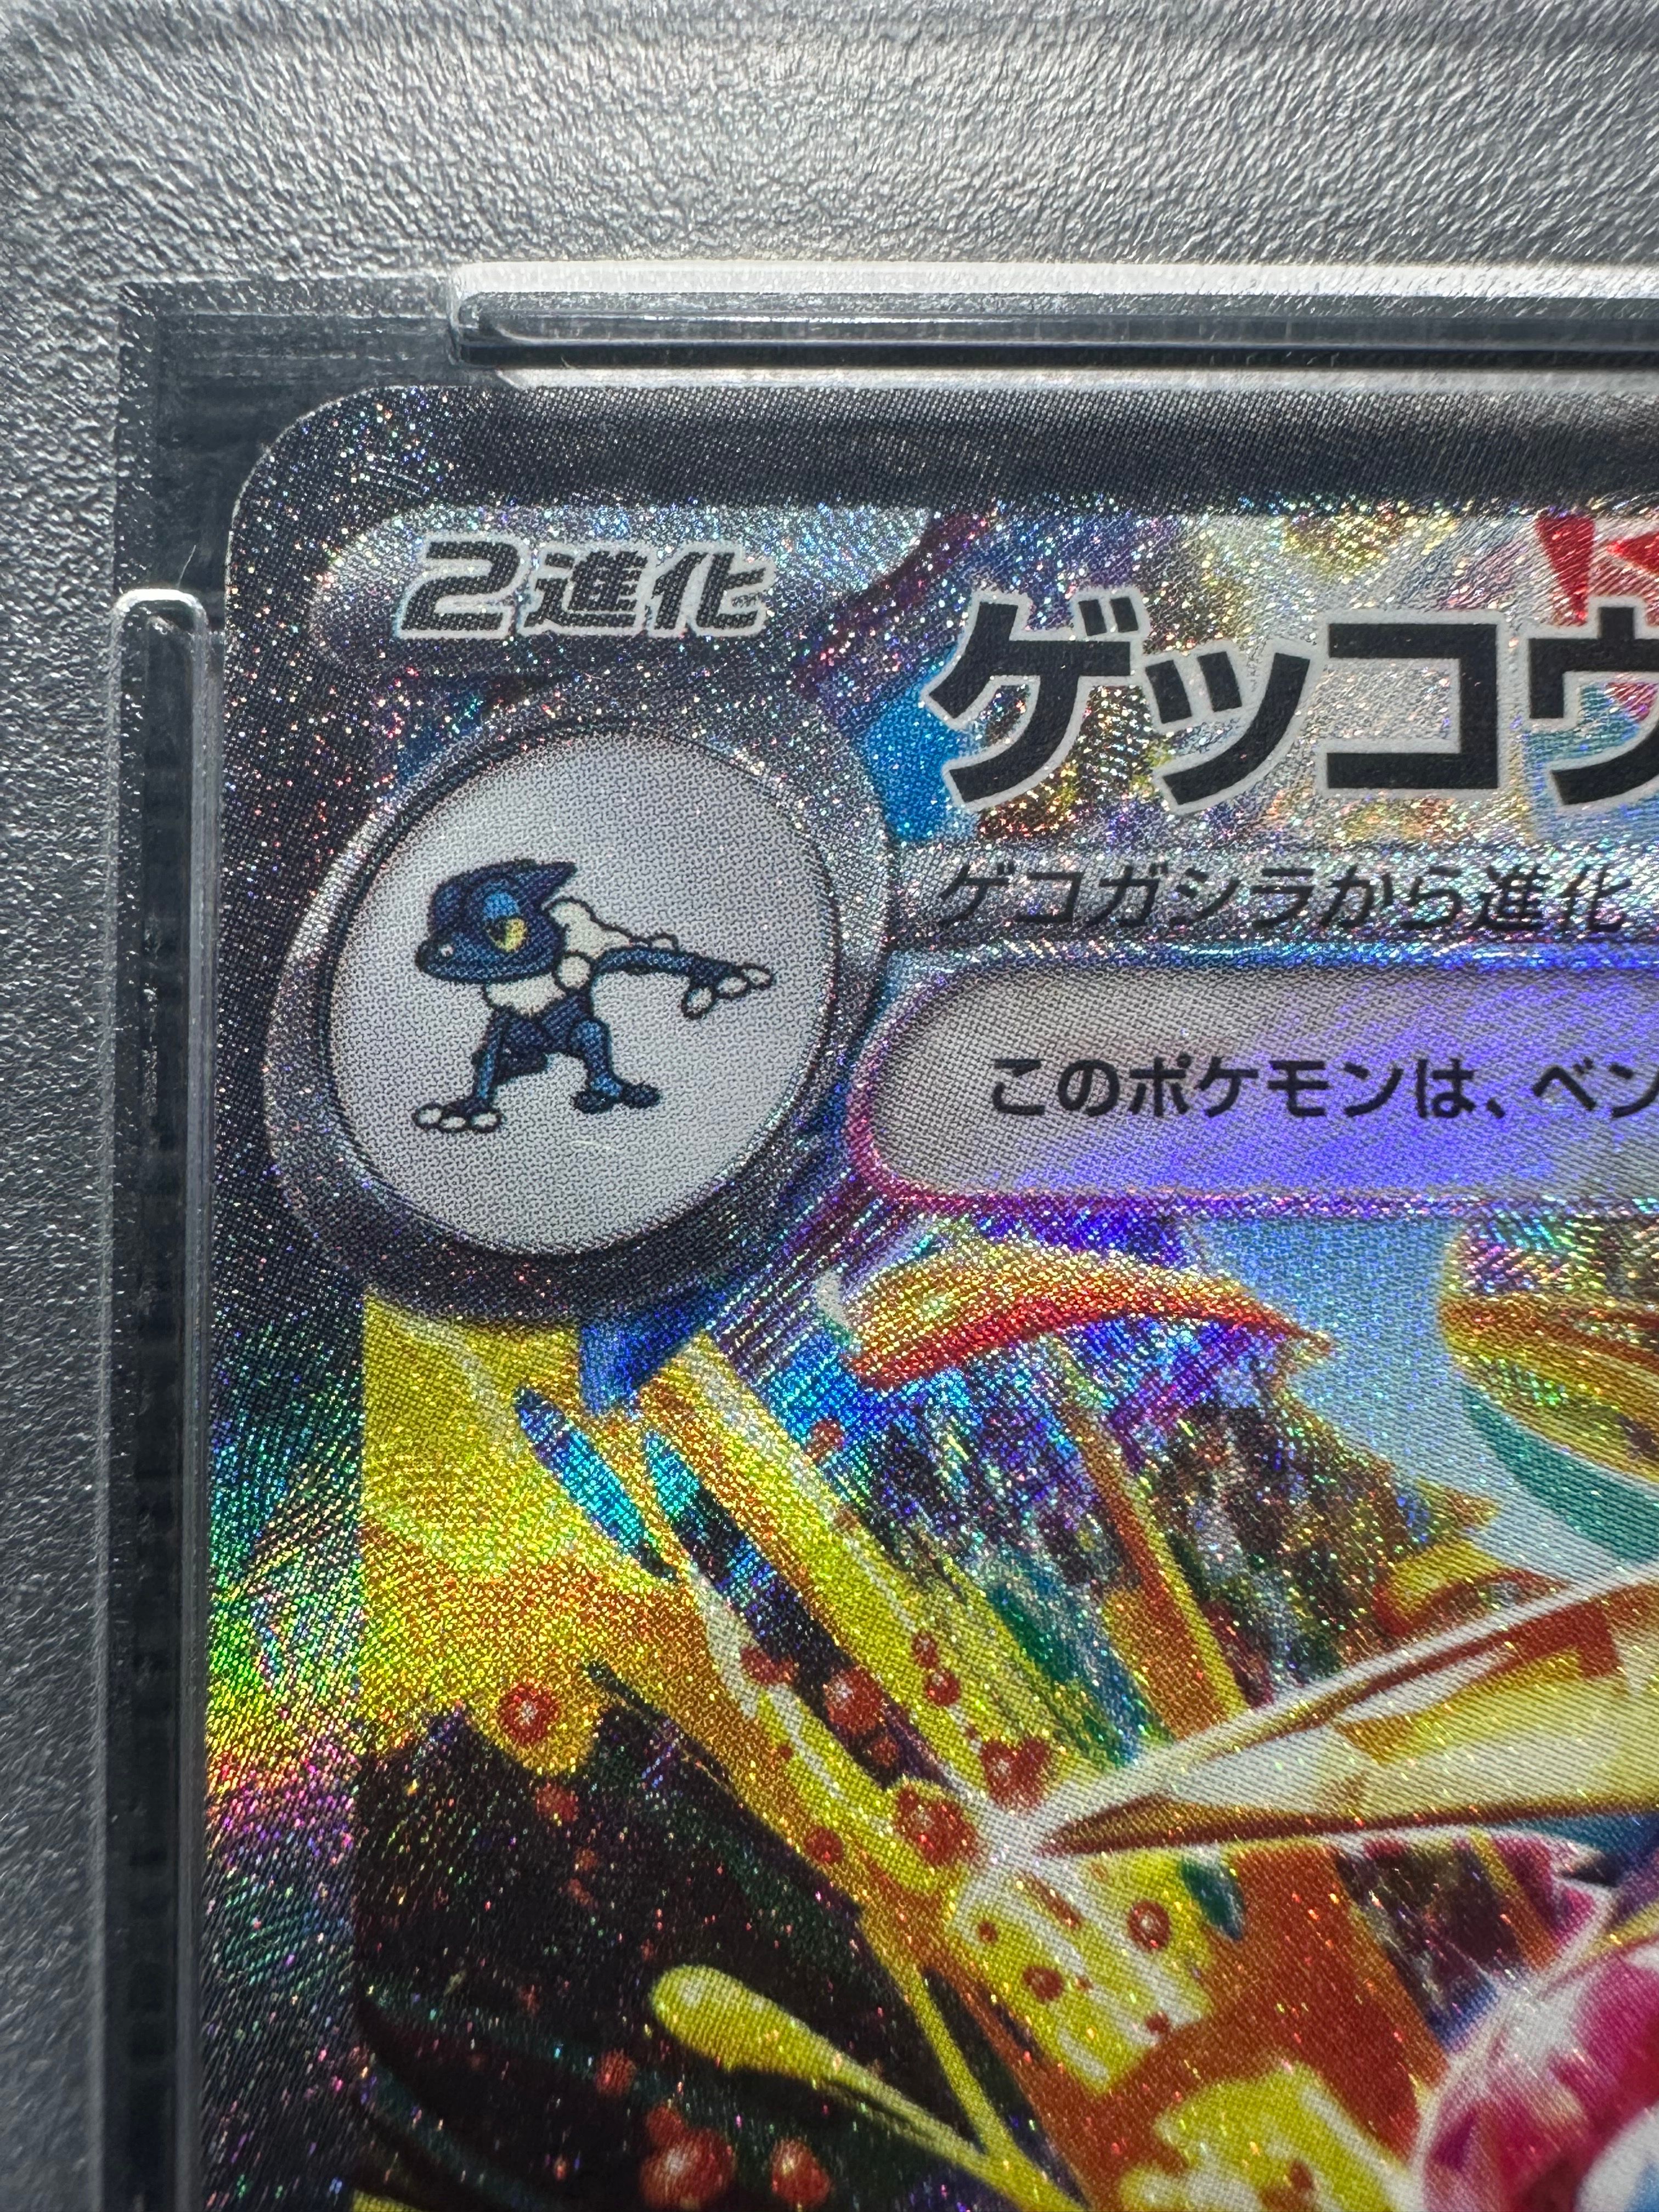 2進化
ゲッコウ
ゲコガシラから進化
このポケモンは、ベン